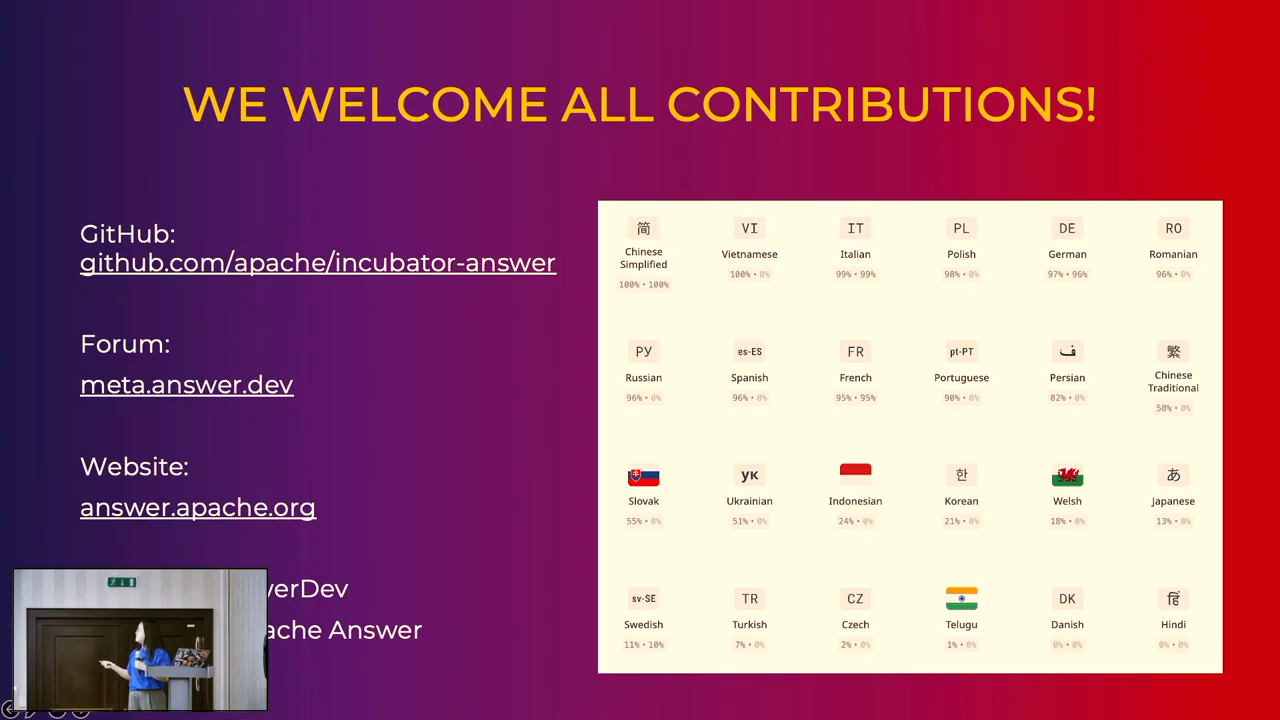 WE WELCOME ALL CONTRIBUTIONS!
GitHub:
github.com/apache/incubator-answer
Forum:
meta.answer.dev
Website:
answer.apache.org
verDev
ache Answer
简 VI IT PL DE RO
Chinese Simplified Vietnamese Italian Polish German Romanian
100% • 100% 100% • 0% 99% • 99% 98% • 0% 97% • 96% 96% • 0%
РУ es-ES FR pt-PT ف 繁
Russian Spanish French Portuguese Persian Chinese Traditional
96% • 0% 96% • 0% 95% • 95% 90% • 0% 82% • 0% 58% • 0%
ук 한 あ
Slovak Ukrainian Indonesian Korean Welsh Japanese
55% • 0% 51% • 0% 24% • 0% 21% • 0% 18% • 0% 13% • 0%
sv-SE TR CZ DK हिं
Swedish Turkish Czech Telugu Danish Hindi
11% • 10% 7% • 0% 2% • 0% 1% • 0% 0% • 0% 0% • 0%